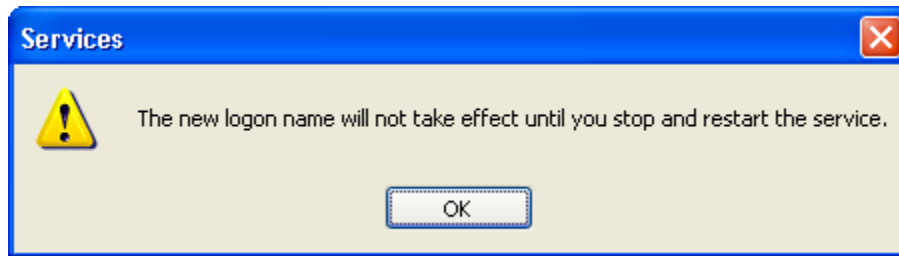 Services
The new logon name will not take effect until you stop and restart the service.
OK